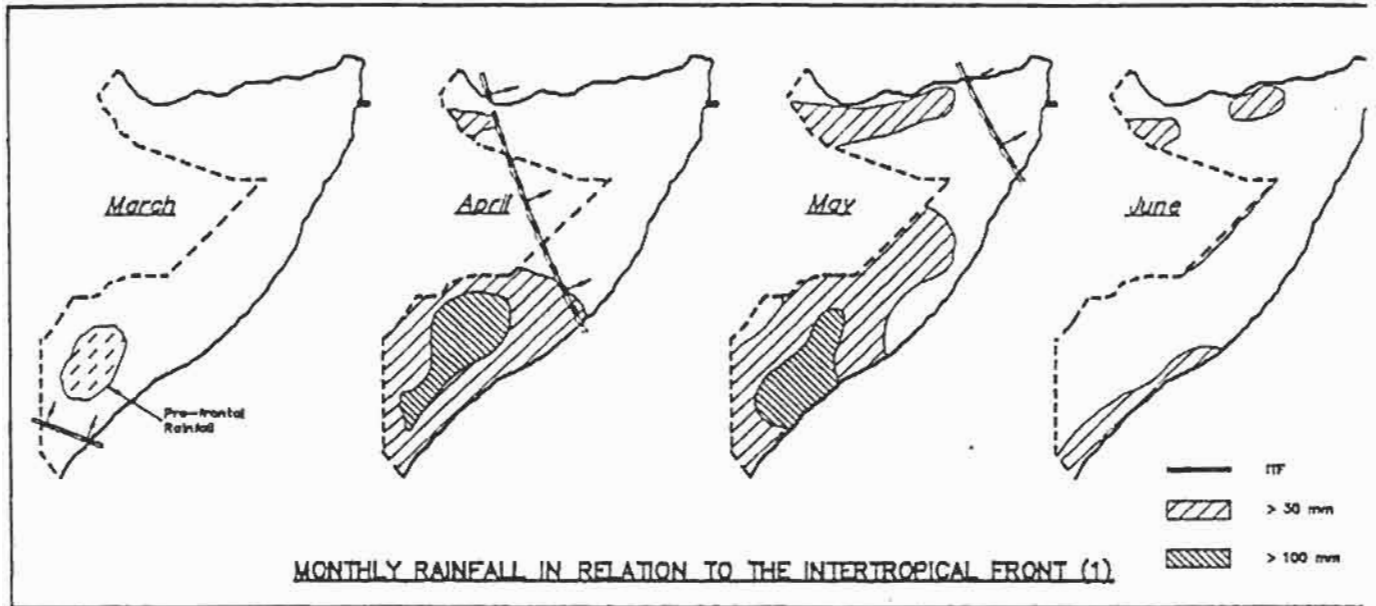 March
April
May
June
Pre-frontal
Rainfall
ITF
> 30 mm
> 100 mm
MONTHLY RAINFALL IN RELATION TO THE INTERTROPICAL FRONT (1)